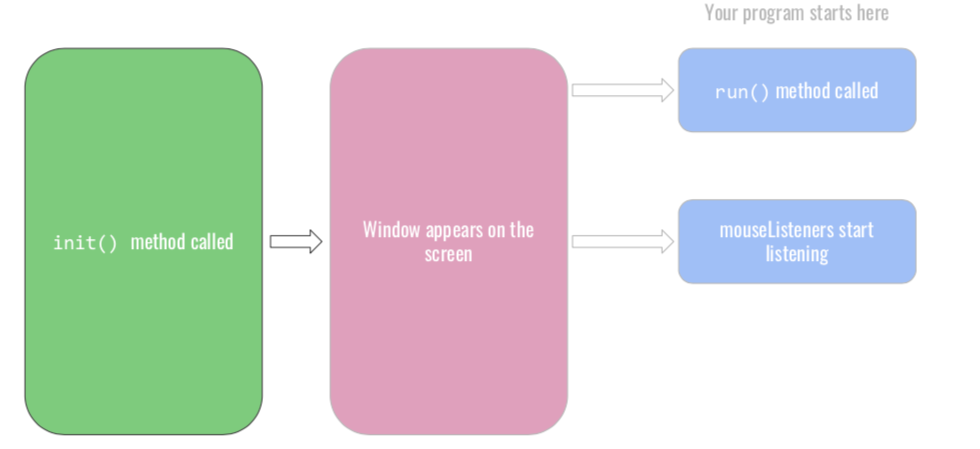 Your program starts here
init() method called
Window appears on the
screen
run() method called
mouseListeners start
listening